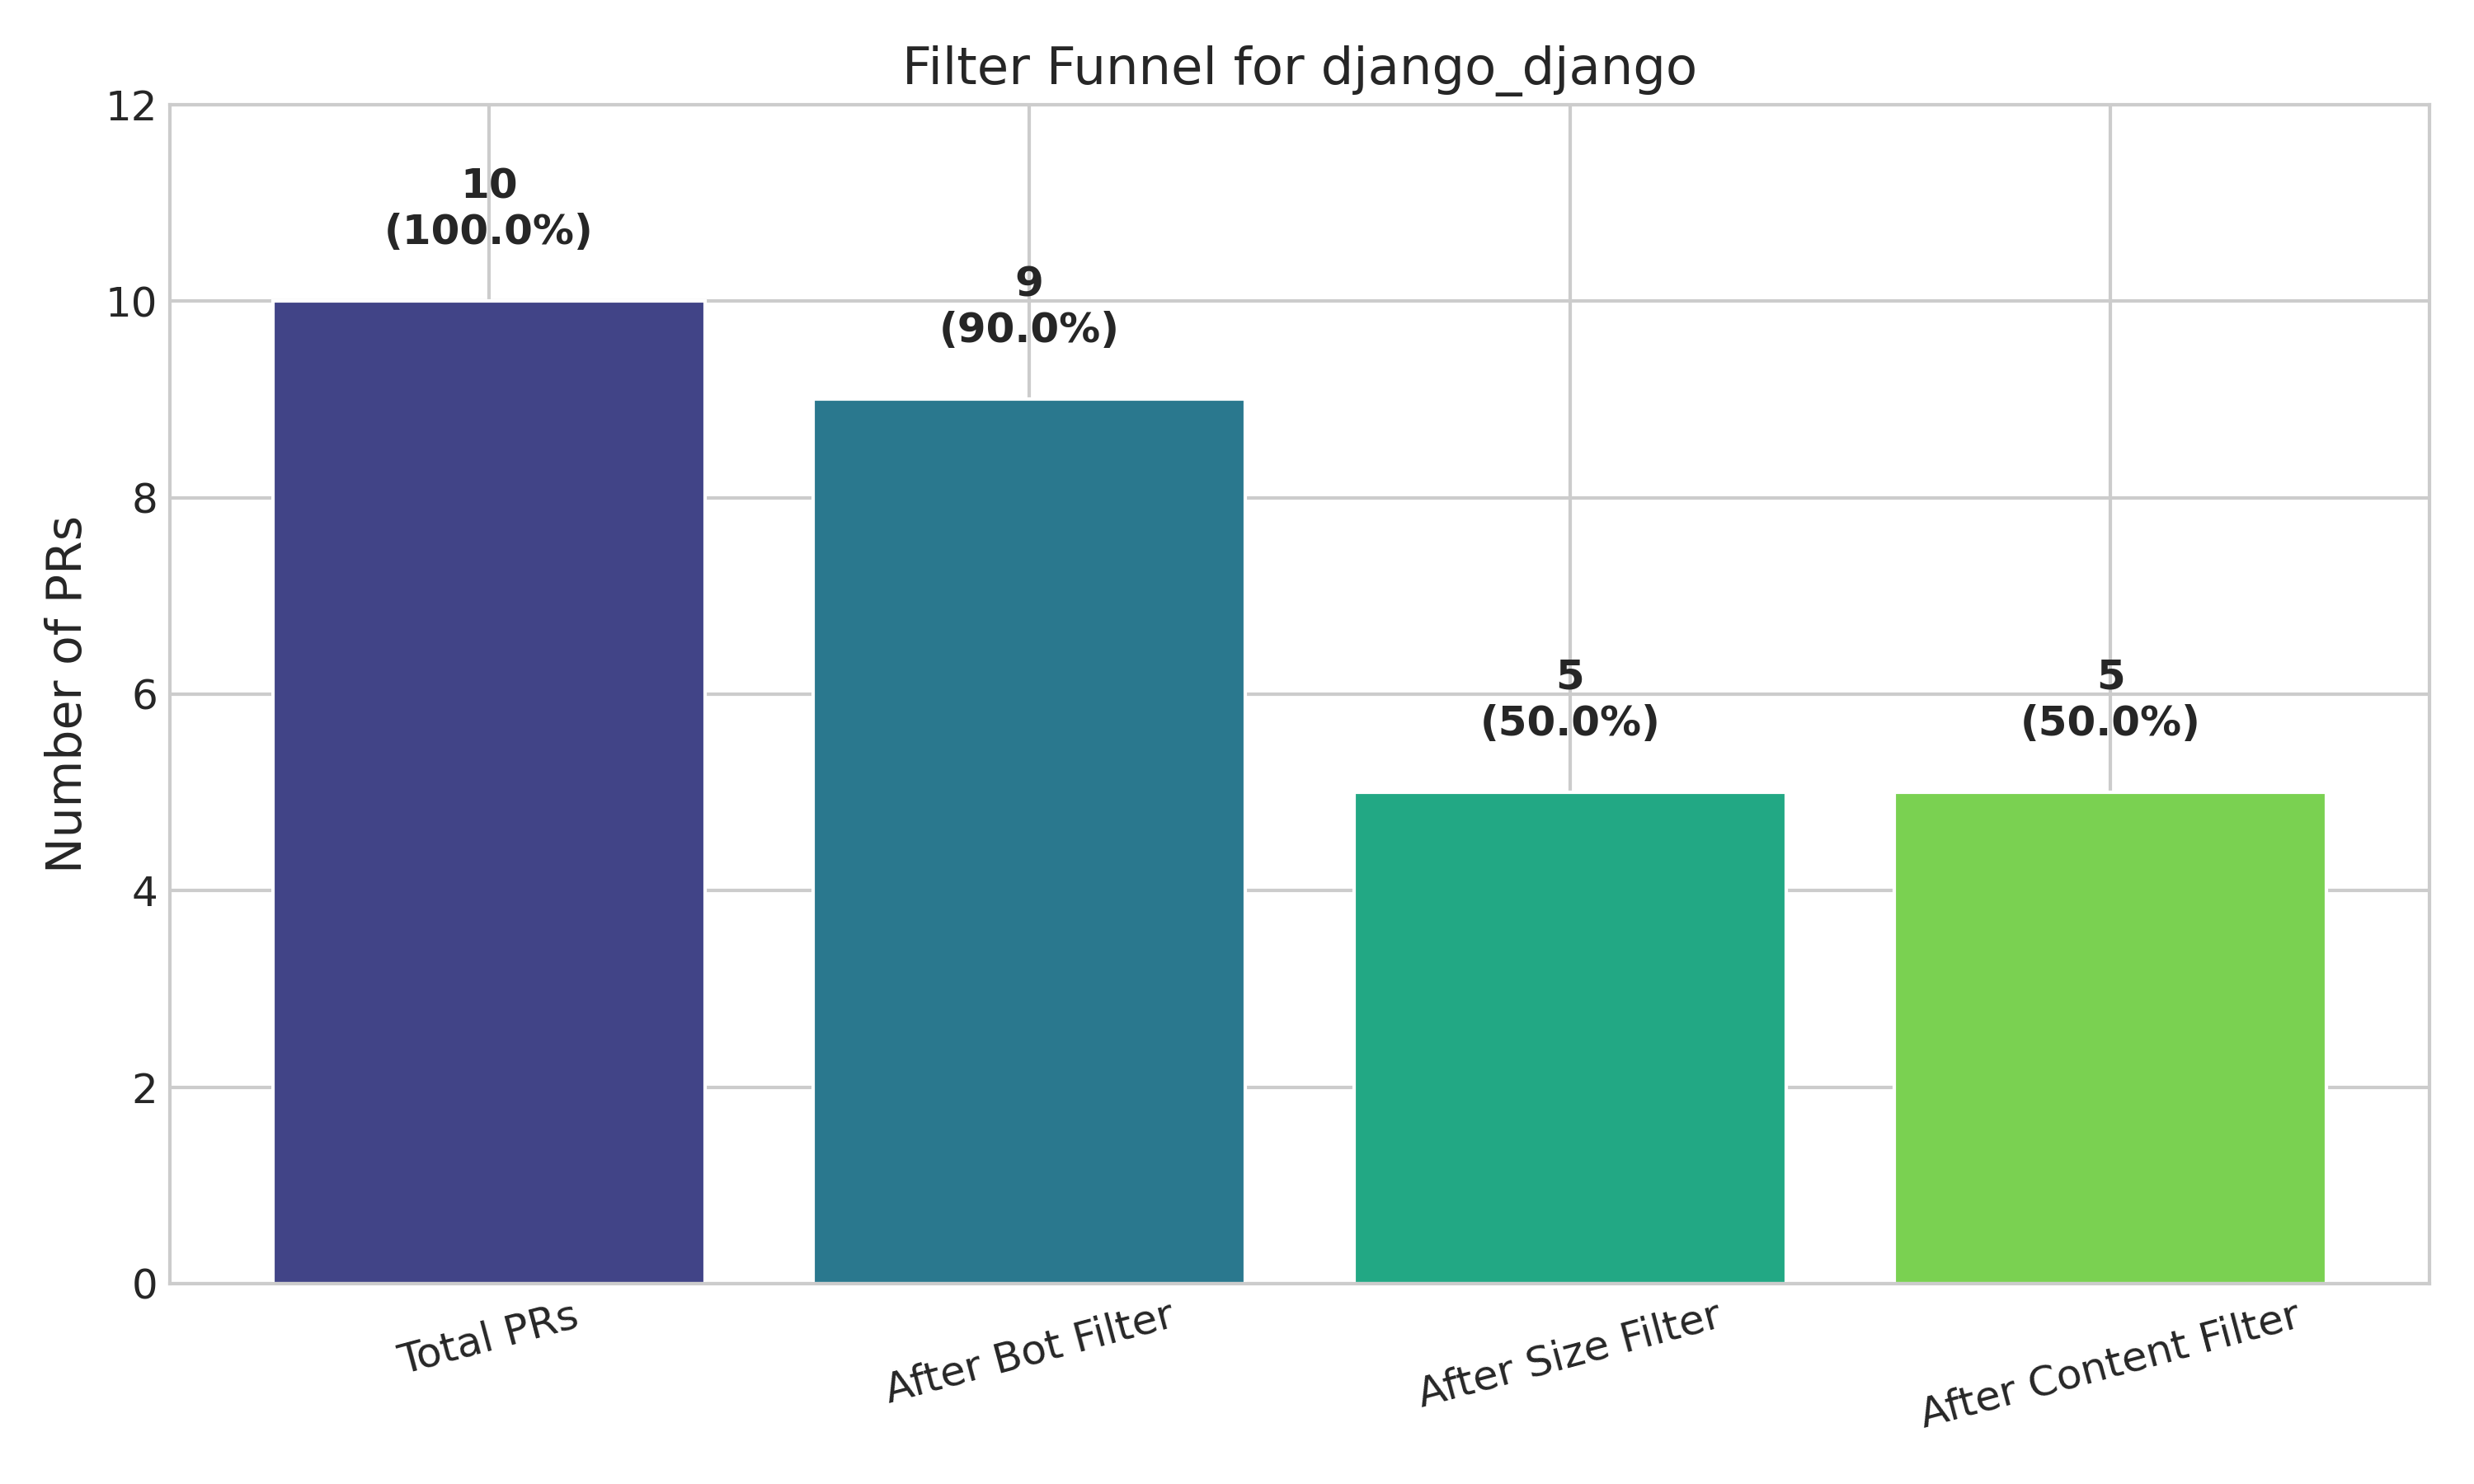 Filter Funnel for django_django
Number of PRs
12
10
8
6
4
2
0
10
(100.0%)
9
(90.0%)
5
(50.0%)
5
(50.0%)
Total PRs
After Bot Filter
After Size Filter
After Content Filter